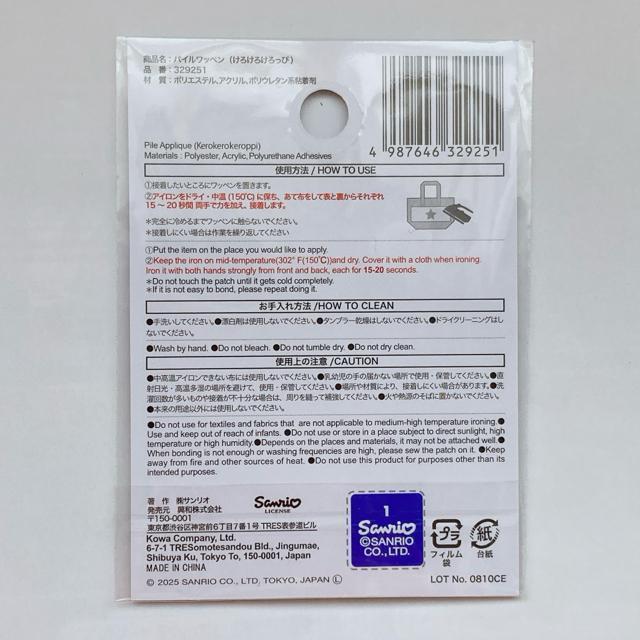 商品名：パイルワッペン（けろけろけろっぴ）
品　番：329251
材　質：ポリエステル、アクリル、ポリウレタン系粘着剤
Pile Applique (Kerokerokeroppi)
Materials : Polyester, Acrylic, Polyurethane Adhesives
4 987646 329251
使用方法 / HOW TO USE
①接着したいところにワッペンを置きます。
②アイロンをドライ・中温(150℃)に保ち、あて布をして表と裏からそれぞれ
15～20秒間 両手で力を加え、接着します。
＊完全に冷めるまでワッペンに触らないでください。
＊接着しにくい場合は作業を繰り返してください
①Put the item on the place you would like to apply.
②Keep the iron on mid-temperature(302° F(150℃))and dry. Cover it with a cloth when ironing.
Iron it with both hands strongly from front and back, each for 15-20 seconds.
＊Do not touch the patch until it gets cold completely.
＊If it is not easy to bond, please repeat doing it.
お手入れ方法 /HOW TO CLEAN
●手洗いしてください。●漂白剤は使用しないでください。●タンブラー乾燥はしないでください。●ドライクリーニングはし
ないでください。
●Wash by hand. ●Do not bleach. ●Do not tumble dry. ●Do not dry clean.
使用上の注意 /CAUTION
●中高温アイロンできない布には使用しないでください。●乳幼児の手の届かない場所で使用・保管してください。●直
射日光・高温多湿の場所を避けて、使用・保管してください。●場所や材質により、接着しにくい場合があります。●洗
濯回数が多いものや接着が不十分な場合は、周りを縫って補強してください。●火や熱源のそばに置かないでください。
●本来の用途以外には使用しないでください。
●Do not use for textiles and fabrics that are not applicable to medium-high temperature ironing.●
Use and keep out of reach of infants. ●Do not use or store in a place subject to direct sunlight, high
temperature or high humidity.●Depends on the places and materials, it may not be attached well.●
When bonding is not enough or washing frequencies are high, please sew the patch on it. ●Keep
away from fire and other sources of heat. ●Do not use this product for purposes other than its
intended purposes.
著　作　㈱サンリオ
発売元　興和株式会社
〒150-0001
東京都渋谷区神宮前6丁目7番1号 TRES表参道ビル
Kowa Company, Ltd.
6-7-1 TRESomotesandou Bld., Jingumae,
Shibuya Ku, Tokyo To, 150-0001, Japan
MADE IN CHINA
© 2025 SANRIO CO., LTD. TOKYO, JAPAN Ⓛ
Sanrio
LICENSE
1
Sanrio
©SANRIO
CO., LTD.
プラ
フィルム
袋
紙
台紙
LOT No. 0810CE